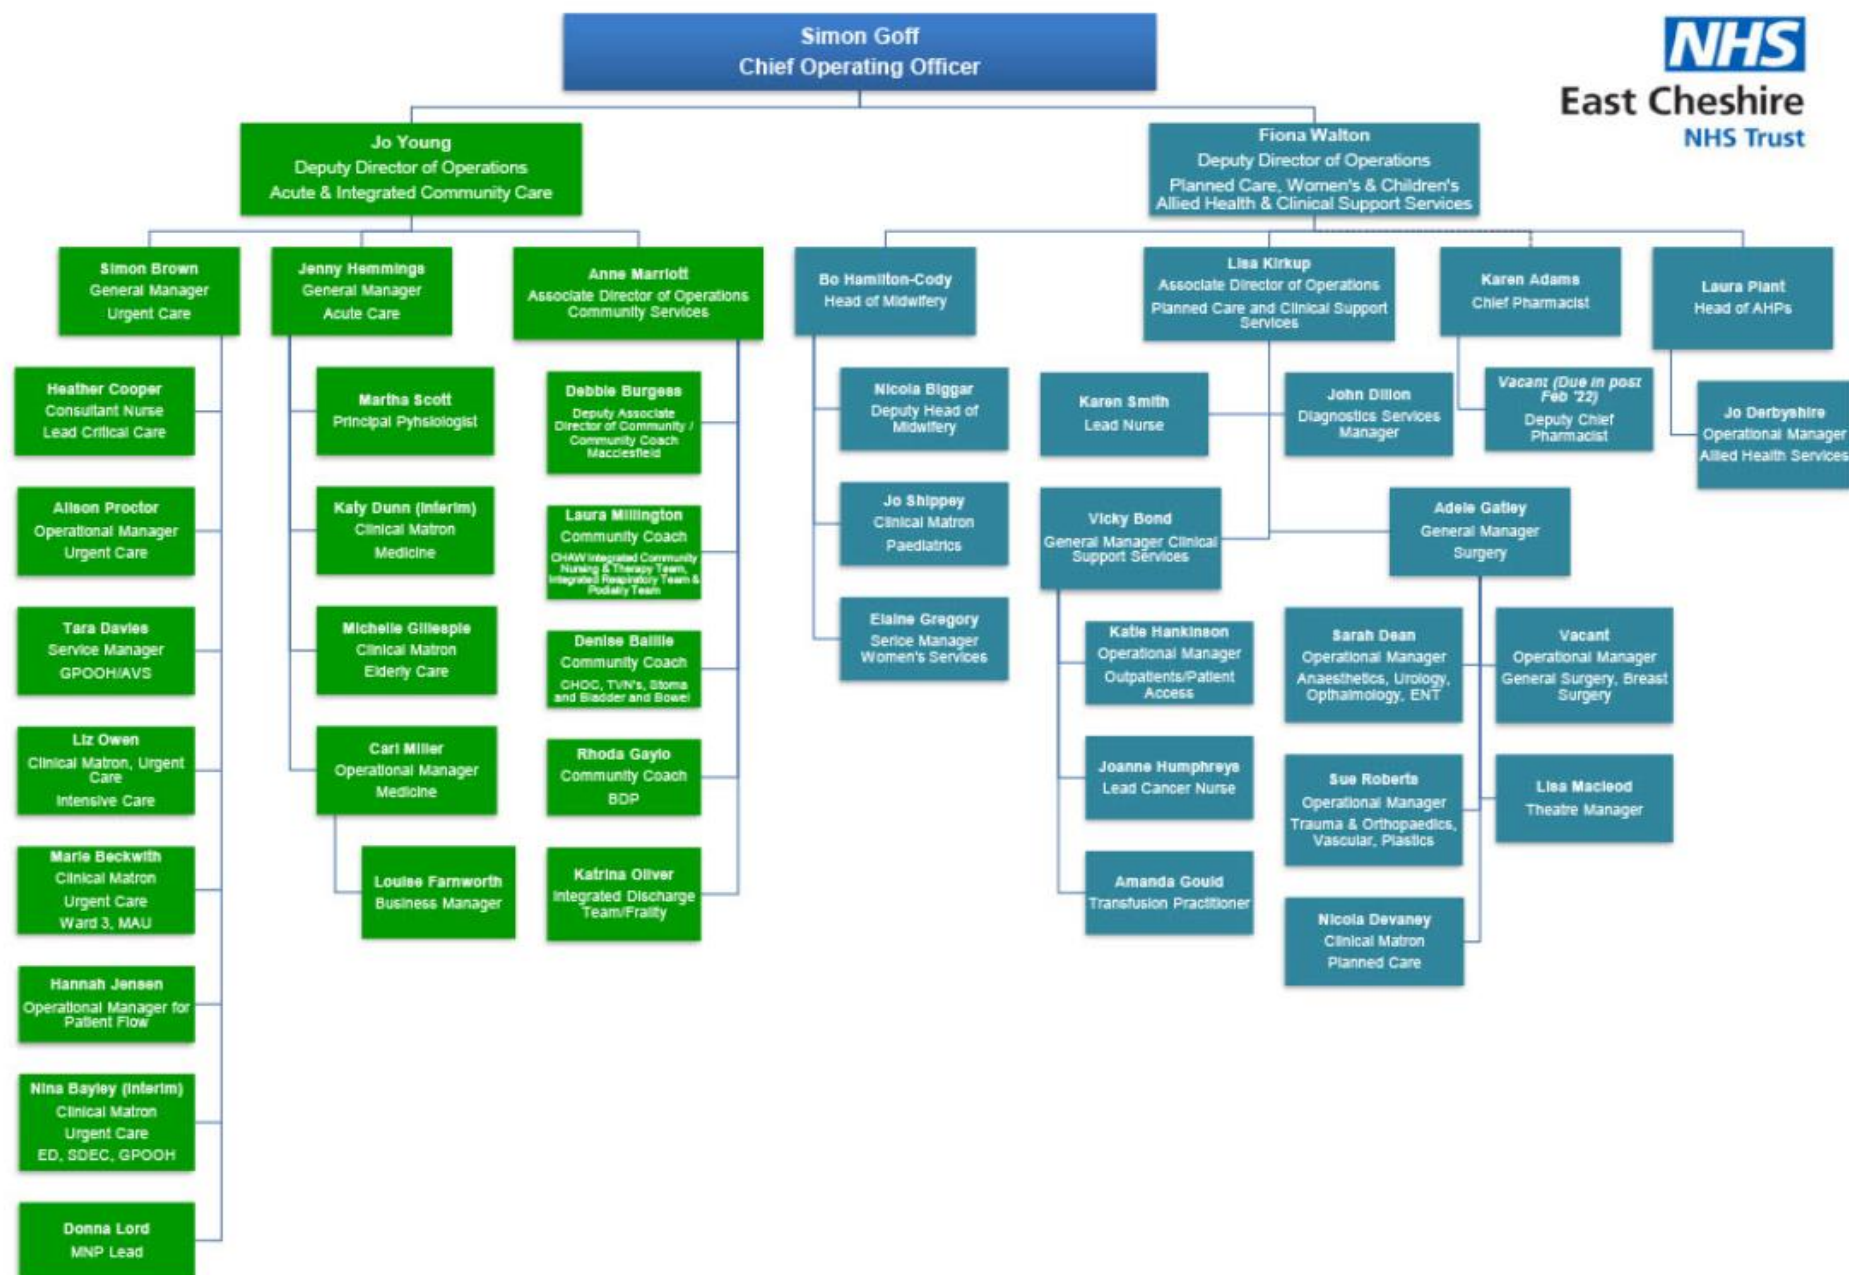 Simon Goff
Chief Operating Officer
NHS
East Cheshire
NHS Trust
Jo Young
Deputy Director of Operations
Acute & Integrated Community Care
Fiona Walton
Deputy Director of Operations
Planned Care, Women's & Children's
Allied Health & Clinical Support Services
Simon Brown
General Manager
Urgent Care
Jenny Hemmings
General Manager
Acute Care
Anne Marriott
Associate Director of Operations
Community Services
Bo Hamilton-Cody
Head of Midwifery
Lisa Kirkup
Associate Director of Operations
Planned Care and Clinical Support
Services
Karen Adams
Chief Pharmacist
Laura Plant
Head of AHPs
Heather Cooper
Consultant Nurse
Lead Critical Care
Alison Proctor
Operational Manager
Urgent Care
Tara Davies
Service Manager
GPOOH/AVS
Liz Owen
Clinical Matron, Urgent
Care
Intensive Care
Marie Beckwith
Clinical Matron
Urgent Care
Ward 3, MAU
Hannah Jensen
Operational Manager for
Patient Flow
Nina Bayley (Interim)
Clinical Matron
Urgent Care
ED, SDEC, GPOOH
Donna Lord
MNP Lead
Martha Scott
Principal Pyhsiologist
Katy Dunn (Interim)
Clinical Matron
Medicine
Michelle Gillespie
Clinical Matron
Elderly Care
Carl Miller
Operational Manager
Medicine
Louise Farnworth
Business Manager
Debbie Burgess
Deputy Associate
Director of Community /
Community Coach
Macclesfield
Laura Millington
Community Coach
CHAW Integrated Community
Nursing & Therapy Team,
Integrated Respiratory Team &
Podiatry Team
Denise Baillie
Community Coach
CHOC, TVN's, Stoma
and Bladder and Bowel
Rhoda Gaylo
Community Coach
BDP
Katrina Oliver
Integrated Discharge
Team/Frailty
Nicola Biggar
Deputy Head of
Midwifery
Jo Shippey
Clinical Matron
Paediatrics
Elaine Gregory
Serice Manager
Women's Services
Karen Smith
Lead Nurse
John Dillon
Diagnostics Services
Manager
Vicky Bond
General Manager Clinical
Support Services
Adele Gatley
General Manager
Surgery
Katie Hankinson
Operational Manager
Outpatients/Patient
Access
Joanne Humphreys
Lead Cancer Nurse
Amanda Gould
Transfusion Practitioner
Sarah Dean
Operational Manager
Anaesthetics, Urology,
Opthalmology, ENT
Vacant
Operational Manager
General Surgery, Breast
Surgery
Sue Roberts
Operational Manager
Trauma & Orthopaedics,
Vascular, Plastics
Lisa Macleod
Theatre Manager
Nicola Devaney
Clinical Matron
Planned Care
Vacant (Due in post
Feb '22)
Deputy Chief
Pharmacist
Jo Derbyshire
Operational Manager
Allied Health Services